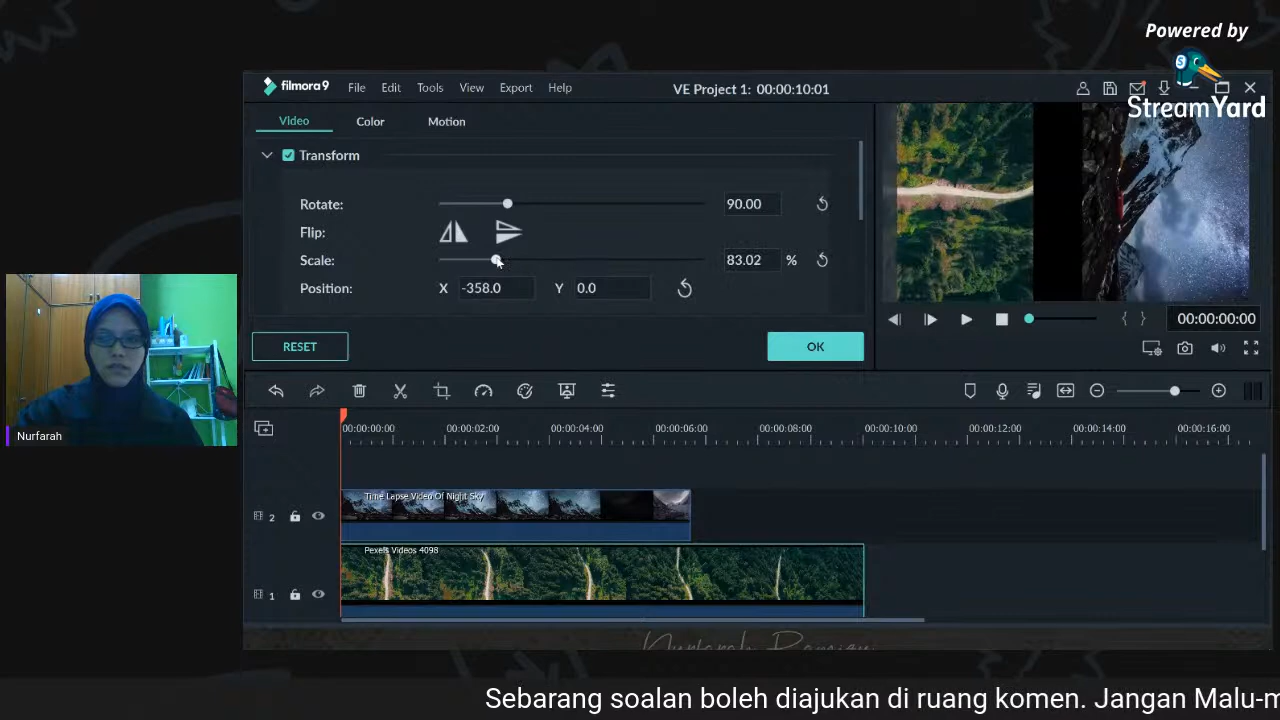 Powered by
StreamYard
filmora9 File Edit Tools View Export Help VE Project 1: 00:00:10:01
Video Color Motion
Transform
Rotate: 90.00
Flip:
Scale: 83.02 %
Position: X -358.0 Y 0.0
RESET OK
00:00:00:00
00:00:00:00 00:00:02:00 00:00:04:00 00:00:06:00 00:00:08:00 00:00:10:00 00:00:12:00 00:00:14:00 00:00:16:00
Time Lapse Video Of Night Sky
2
Pexels Videos 4098
1
Nurfarah
Sebarang soalan boleh diajukan di ruang komen. Jangan Malu-m